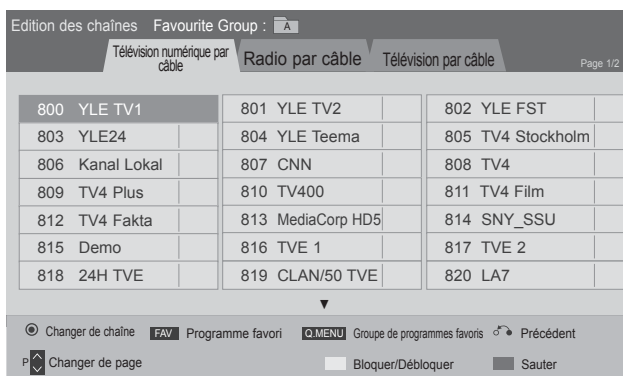 Edition des chaînes Favourite Group : A
Télévision numérique par câble Radio par câble Télévision par câble Page 1/2
800 YLE TV1 801 YLE TV2 802 YLE FST
803 YLE24 804 YLE Teema 805 TV4 Stockholm
806 Kanal Lokal 807 CNN 808 TV4
809 TV4 Plus 810 TV400 811 TV4 Film
812 TV4 Fakta 813 MediaCorp HD5 814 SNY_SSU
815 Demo 816 TVE 1 817 TVE 2
818 24H TVE 819 CLAN/50 TVE 820 LA7
Changer de chaîne FAV Programme favori Q.MENU Groupe de programmes favoris Précédent
P Changer de page Bloquer/Débloquer Sauter